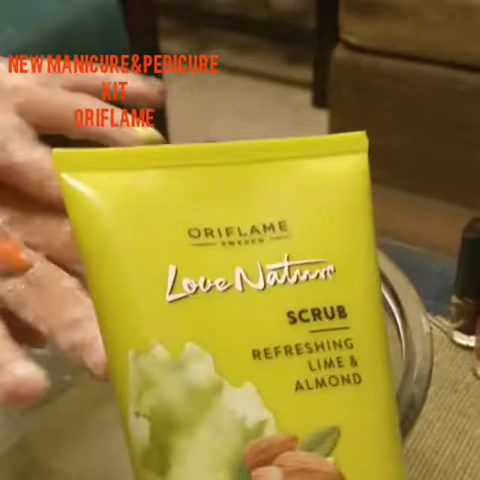 NEW MANICURE&PEDICURE
KIT
ORIFLAME
ORIFLAME
SWEDEN
Love Nature
SCRUB
REFRESHING
LIME &
ALMOND